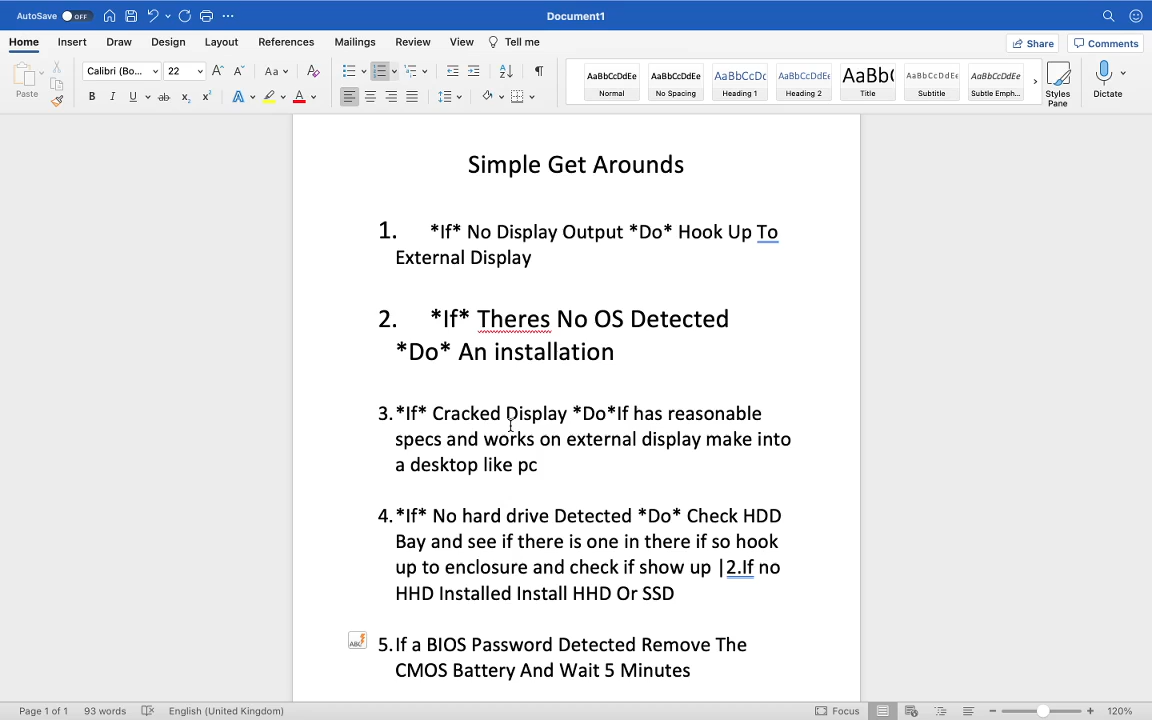 AutoSave OFF Document1
Home Insert Draw Design Layout References Mailings Review View Tell me Share Comments
Paste Calibri (Bo... 22 Aa
AaBbCcDdEe Normal
AaBbCcDdEe No Spacing
AaBbCcDc Heading 1
AaBbCcDdEe Heading 2
AaBb( Title
AaBbCcDdEe Subtitle
AaBbCcDdEe Subtle Emph...
Styles Pane
Dictate
Simple Get Arounds
1. *If* No Display Output *Do* Hook Up To
External Display
2. *If* Theres No OS Detected
*Do* An installation
3. *If* Cracked Display *Do*If has reasonable
specs and works on external display make into
a desktop like pc
4. *If* No hard drive Detected *Do* Check HDD
Bay and see if there is one in there if so hook
up to enclosure and check if show up |2.If no
HHD Installed Install HHD Or SSD
5. If a BIOS Password Detected Remove The
CMOS Battery And Wait 5 Minutes
Page 1 of 1 93 words English (United Kingdom) Focus 120%